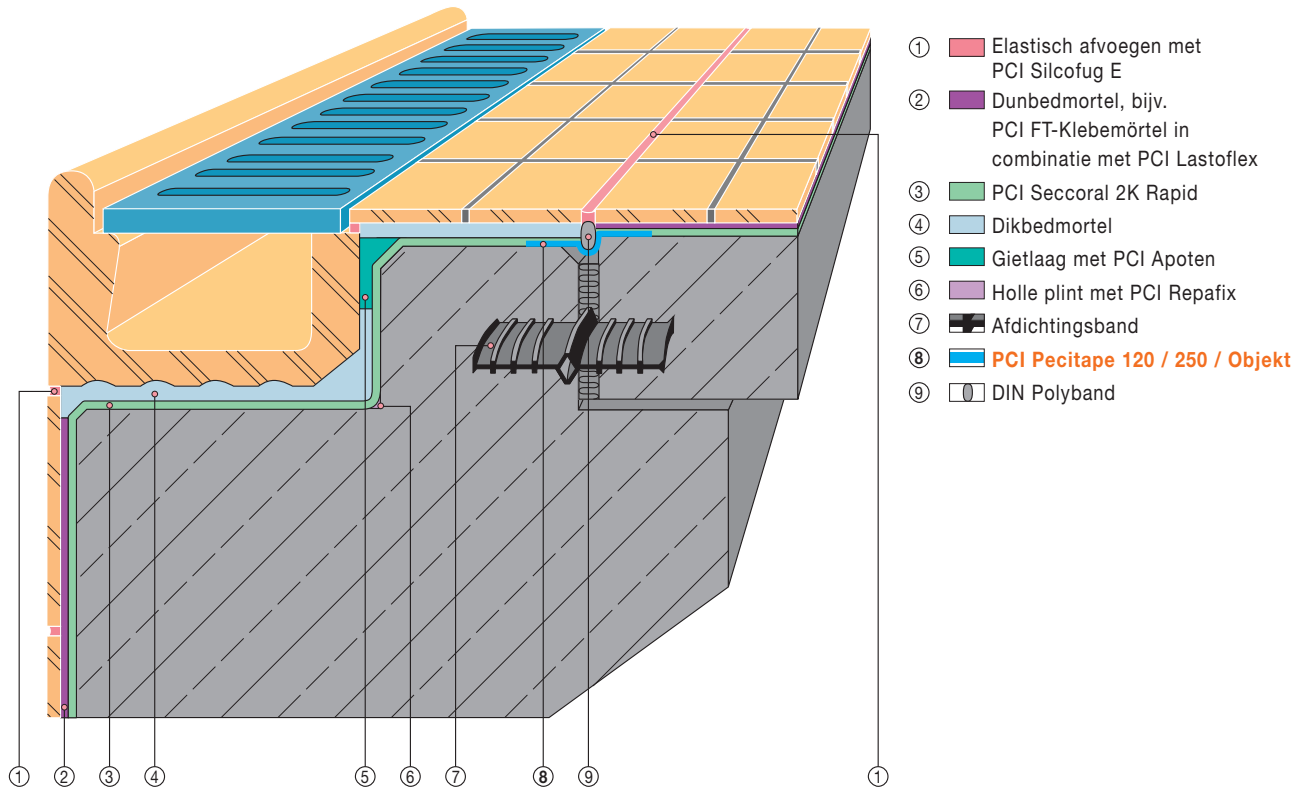 ① Elastisch afvoegen met
PCI Silcofug E
② Dunbedmortel, bijv.
PCI FT-Klebemörtel in
combinatie met PCI Lastoflex
③ PCI Seccoral 2K Rapid
④ Dikbedmortel
⑤ Gietlaag met PCI Apoten
⑥ Holle plint met PCI Repafix
⑦ Afdichtingsband
⑧ PCI Pecitape 120 / 250 / Objekt
⑨ DIN Polyband
① ② ③ ④ ⑤ ⑥ ⑦ ⑧ ⑨ ①